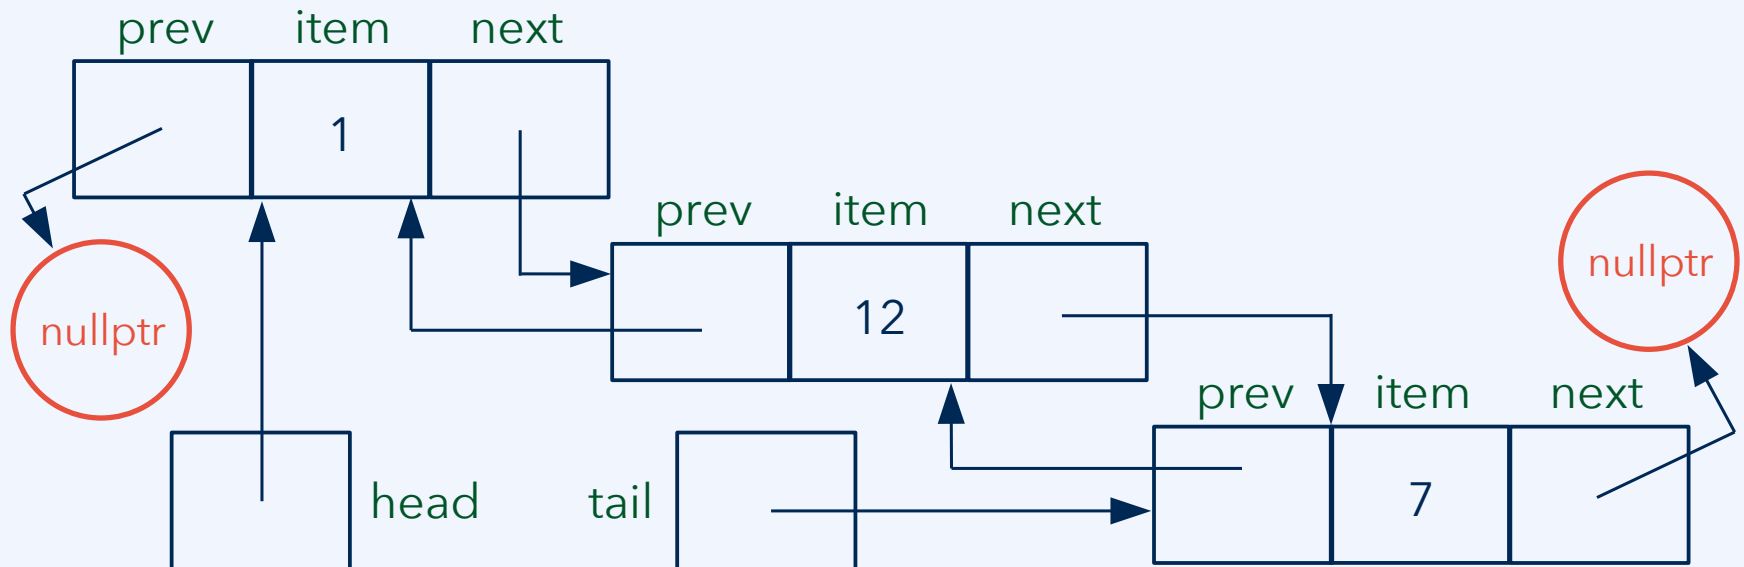 prev item next
1
prev item next
nullptr
12
nullptr
prev item next
head tail
7